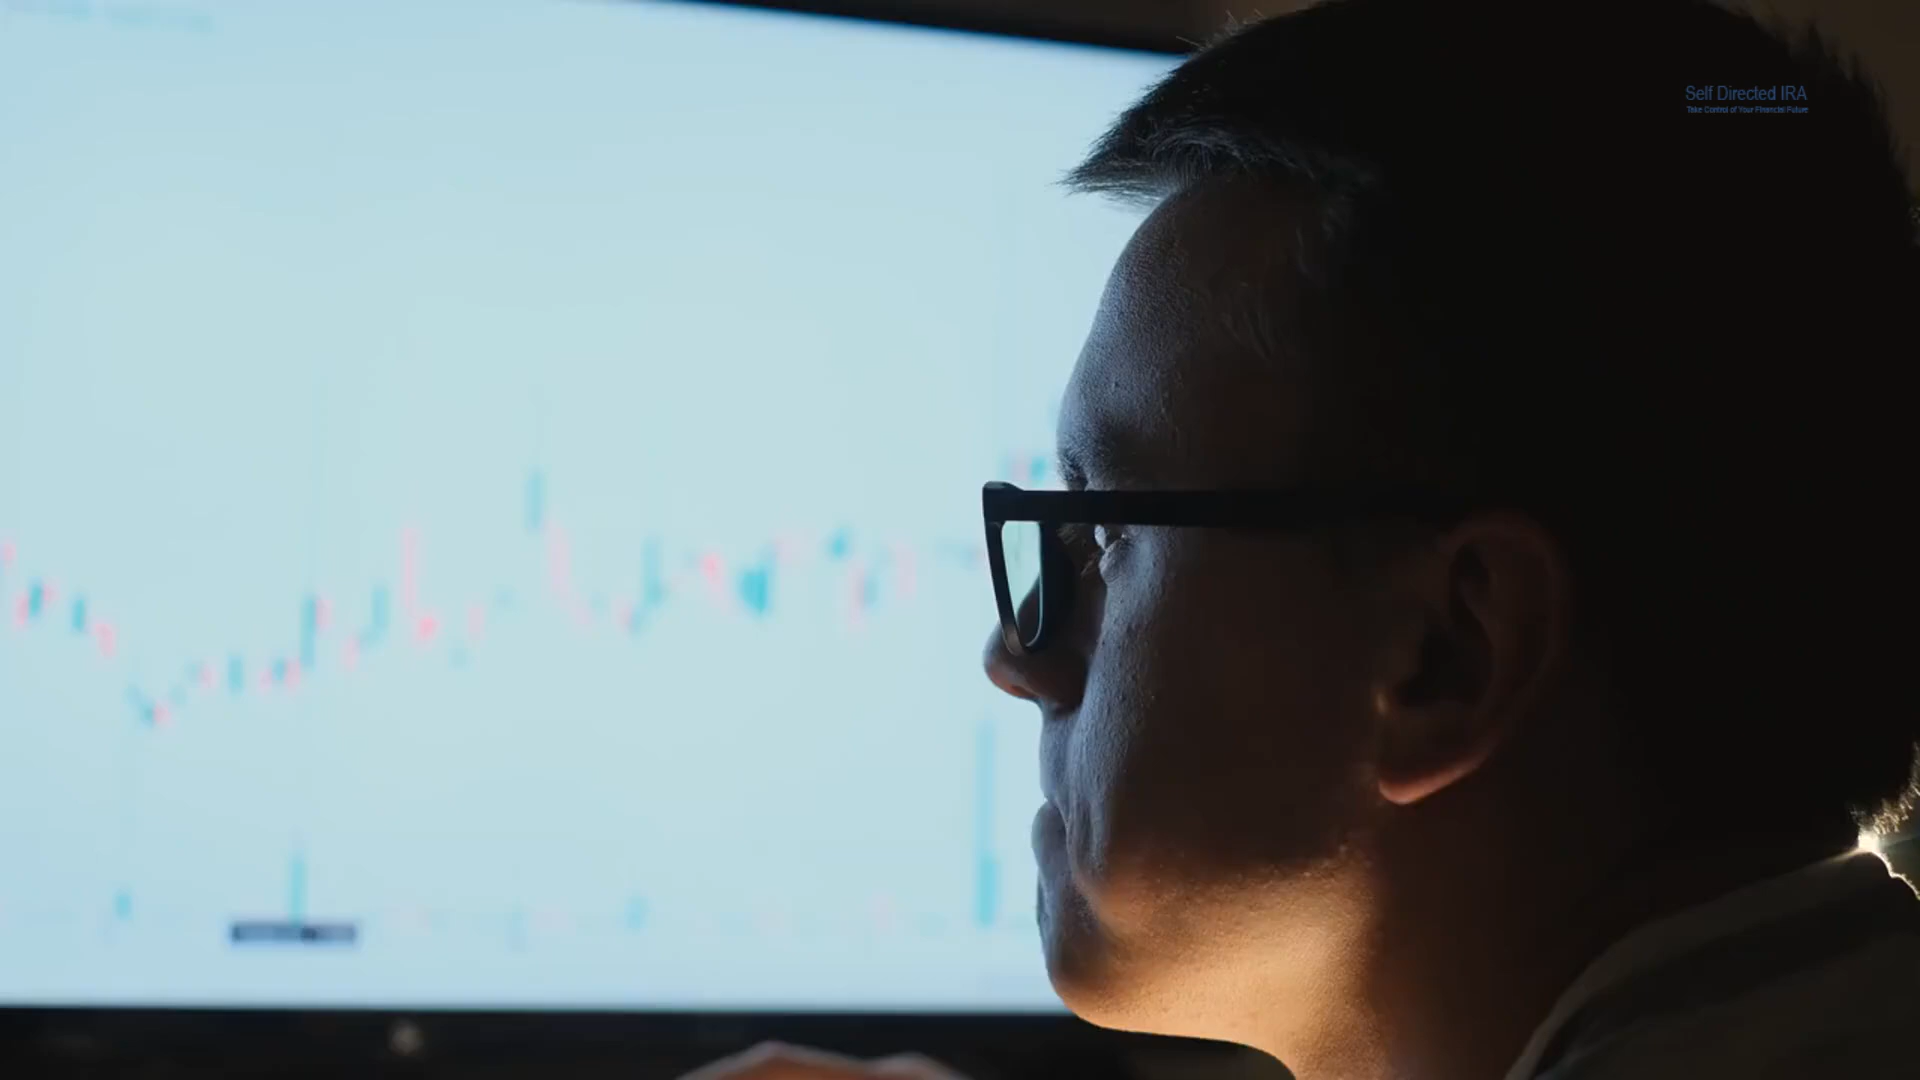 Self Directed IRA
Take Control of Your Financial Future